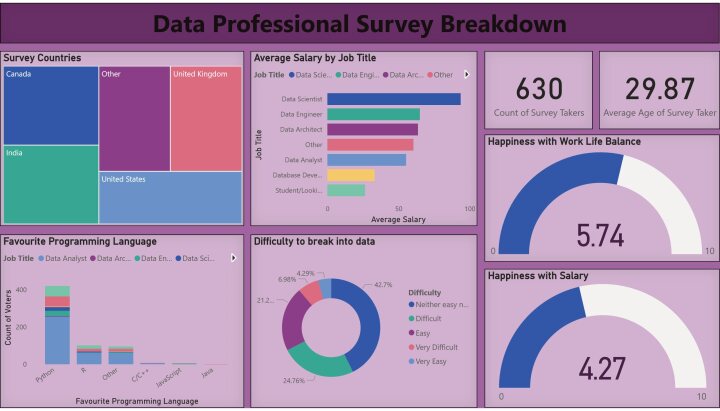 Data Professional Survey Breakdown
Survey Countries
Canada
Other
United Kingdom
India
United States
Average Salary by Job Title
Job Title Data Scie... Data Engi... Data Arc... Other
Job Title
Data Scientist
Data Engineer
Data Architect
Other
Data Analyst
Database Deve...
Student/Looki...
0 50 100
Average Salary
630
Count of Survey Takers
29.87
Average Age of Survey Taker
Happiness with Work Life Balance
5.74
0 10
Favourite Programming Language
Job Title Data Analyst Data Arc... Data En... Data Sci...
Count of Voters
400
200
0
Python R Other C/C++ JavaScript Java
Favourite Programming Language
Difficulty to break into data
4.29%
6.98%
42.7%
21.2...
24.76%
Difficulty
Neither easy n...
Difficult
Easy
Very Difficult
Very Easy
Happiness with Salary
4.27
0 10